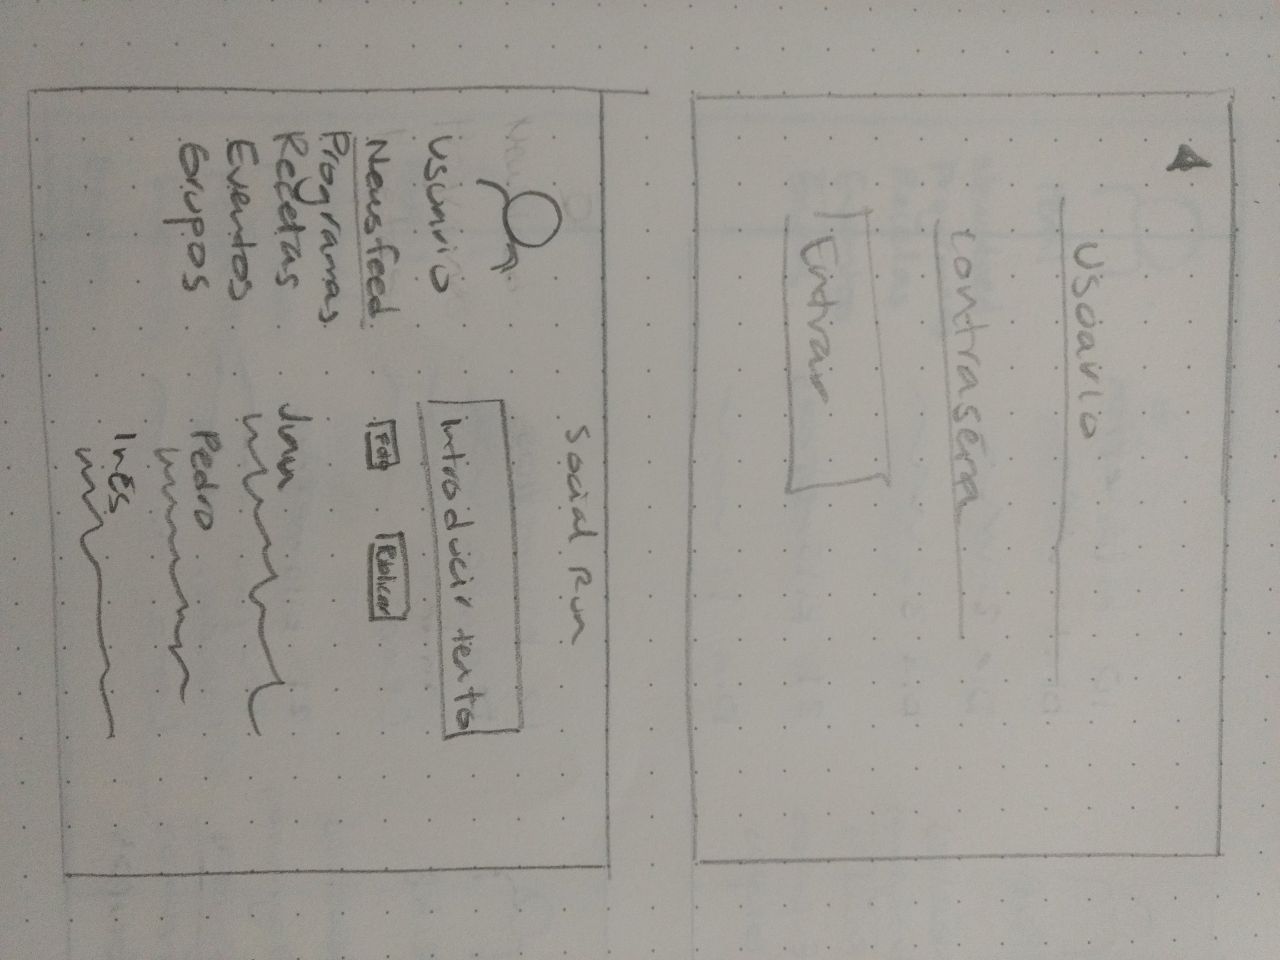 Usuario
Contraseña
Entrar
Social Run
Usuario
Newsfeed
Programas
Recetas
Eventos
Grupos
Introducir texto
Foto
Publicar
Juan
Pedro
Inés